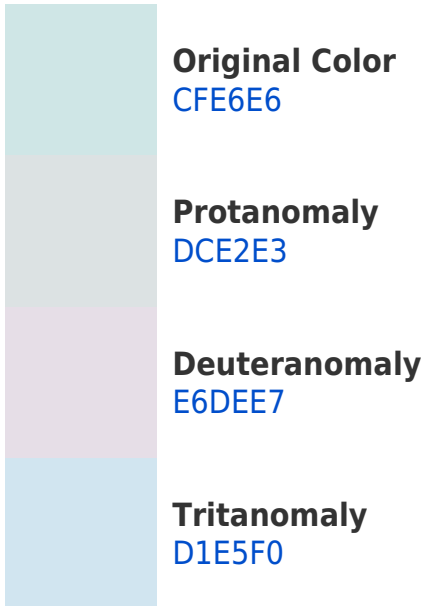 Original Color
CFE6E6
Protanomaly
DCE2E3
Deuteranomaly
E6DEE7
Tritanomaly
D1E5F0